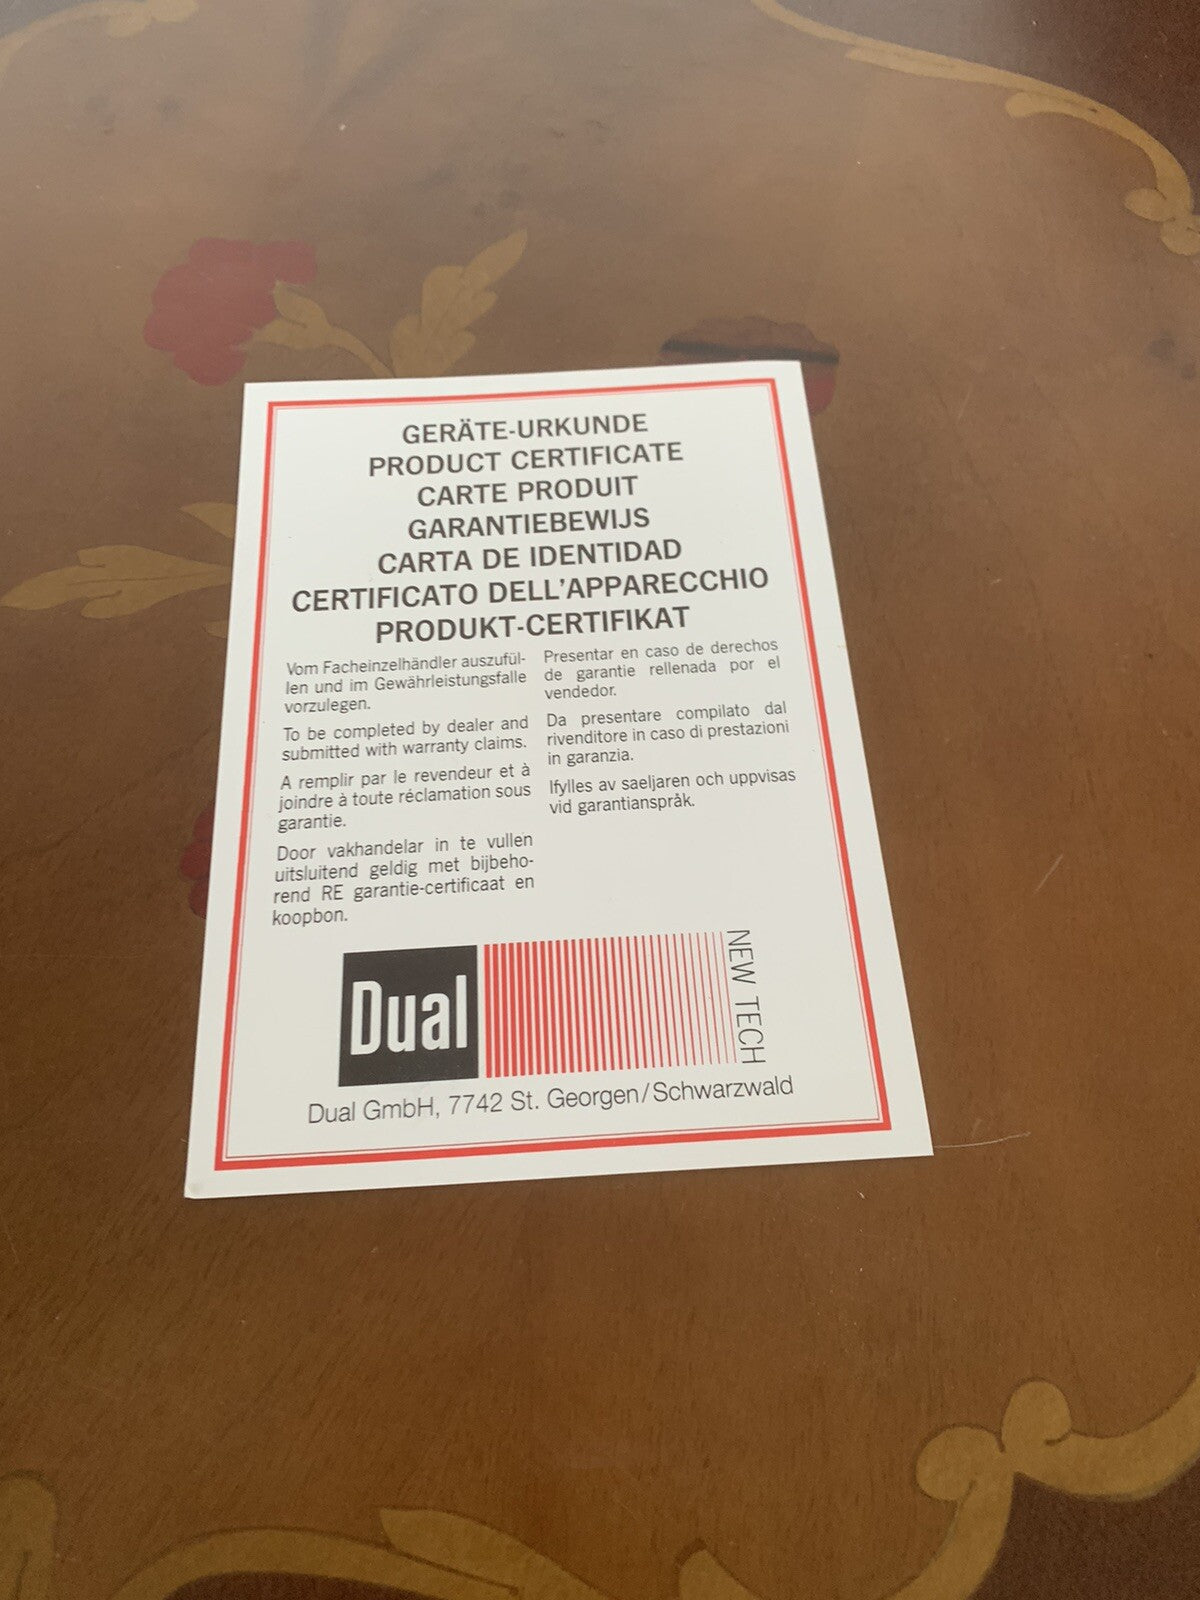 GERÄTE-URKUNDE
PRODUCT CERTIFICATE
CARTE PRODUIT
GARANTIEBEWIJS
CARTA DE IDENTIDAD
CERTIFICATO DELL'APPARECCHIO
PRODUKT-CERTIFIKAT
Vom Facheinzelhändler auszufül-
len und im Gewährleistungsfalle
vorzulegen.
To be completed by dealer and
submitted with warranty claims.
A remplir par le revendeur et à
joindre à toute réclamation sous
garantie.
Door vakhandelar in te vullen
uitsluitend geldig met bijbeho-
rend RE garantie-certificaat en
koopbon.
Presentar en caso de derechos
de garantie rellenada por el
vendedor.
Da presentare compilato dal
rivenditore in caso di prestazioni
in garanzia.
Ifylles av saeljaren och uppvisas
vid garantianspråk.
Dual
NEW TECH
Dual GmbH, 7742 St. Georgen/Schwarzwald